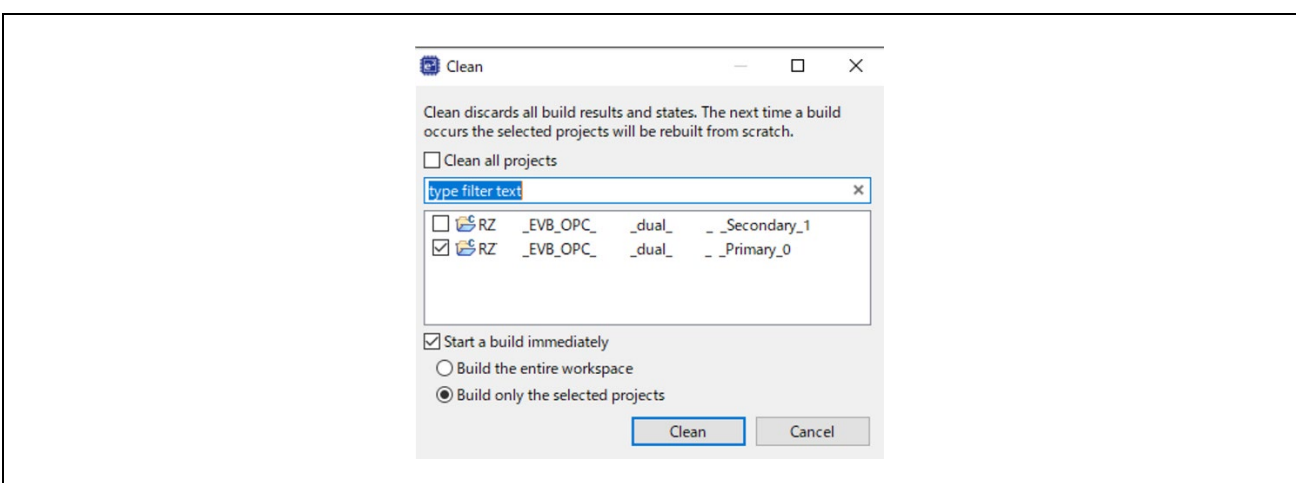 Clean
Clean discards all build results and states. The next time a build
occurs the selected projects will be rebuilt from scratch.
Clean all projects
type filter text
RZ _EVB_OPC_ _dual_ _ _Secondary_1
RZ _EVB_OPC_ _dual_ _ _Primary_0
Start a build immediately
Build the entire workspace
Build only the selected projects
Clean Cancel